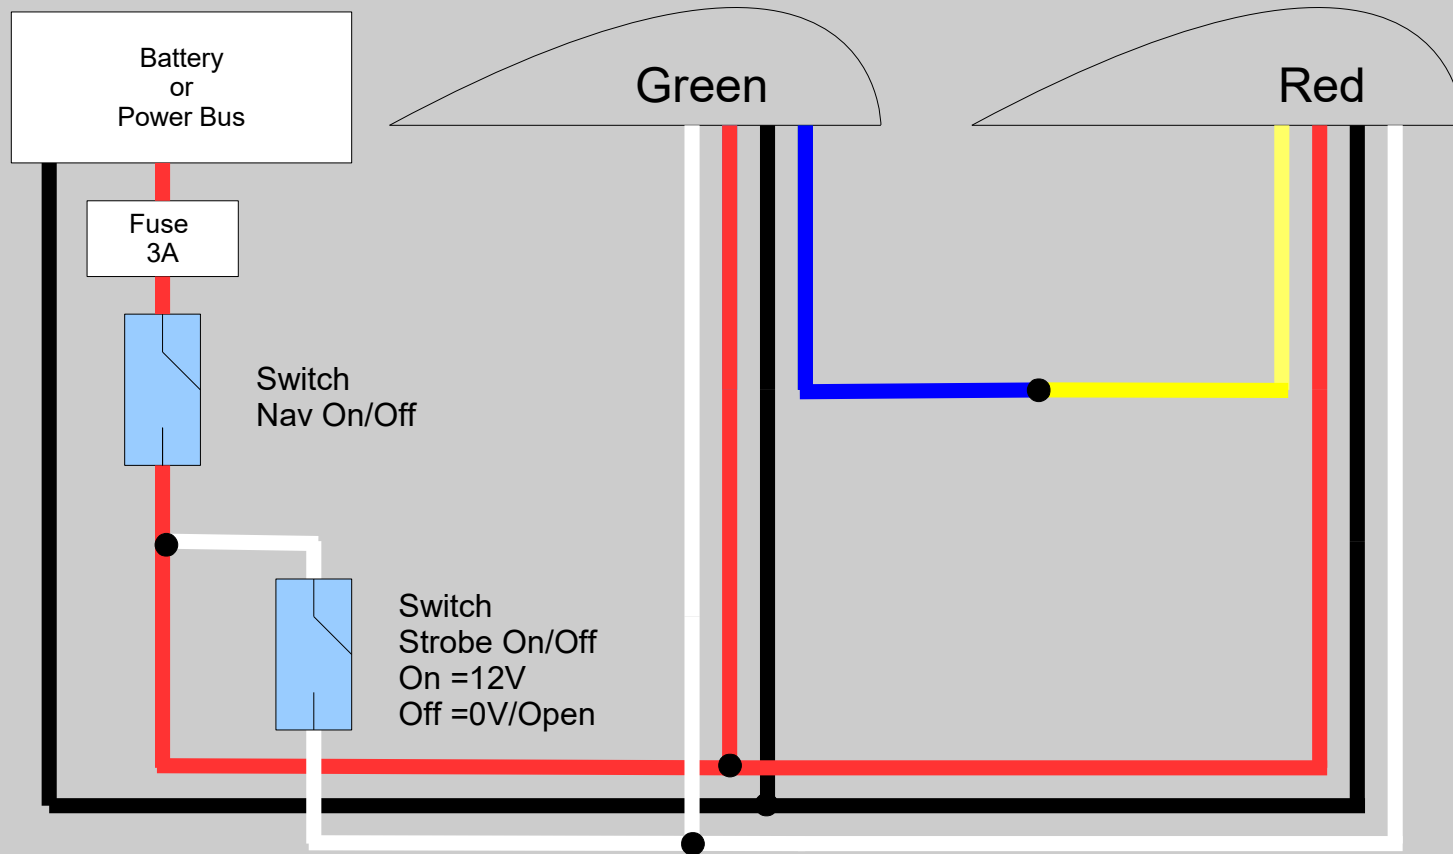 Battery
or
Power Bus
Green
Red
Fuse
3A
Switch
Nav On/Off
Switch
Strobe On/Off
On =12V
Off =0V/Open